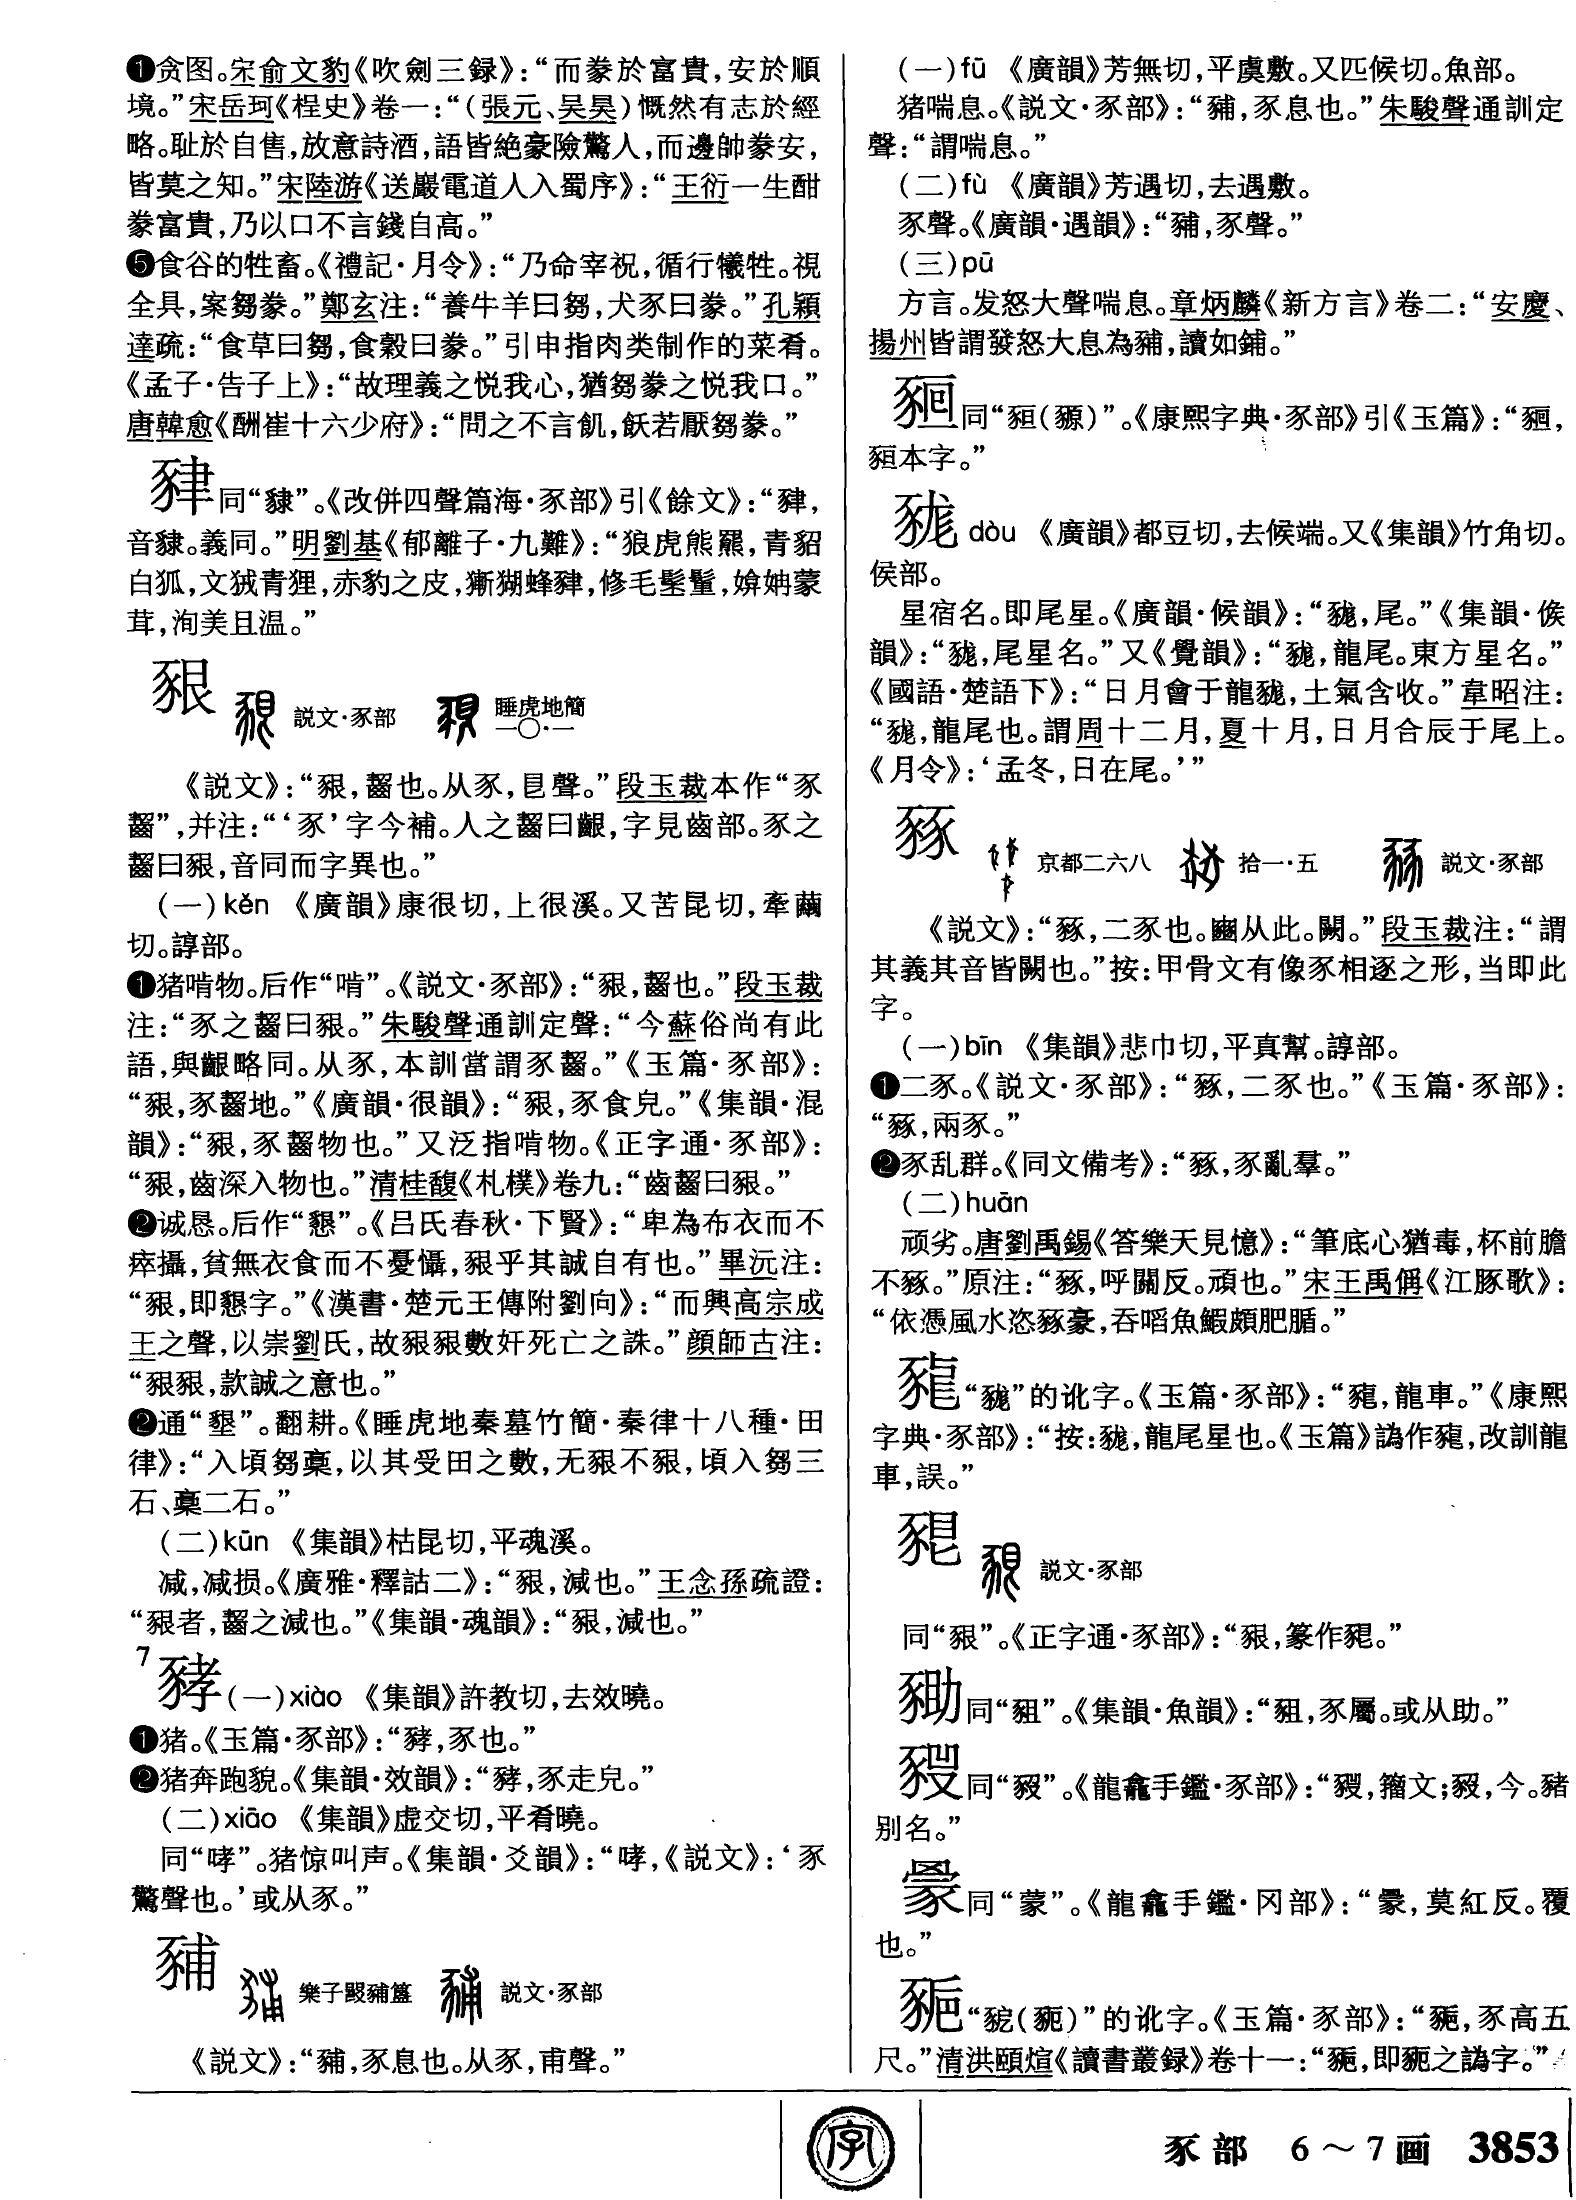 ❶贪图。宋俞文豹《吹劍三録》：“而豢於富貴，安於順
境。”宋岳珂《桯史》卷一：“（張元、吴昊）慨然有志於經
略。耻於自售，放意詩酒，語皆絶豪險驚人，而邊帥豢安，
皆莫之知。”宋陸游《送巖電道人入蜀序》：“王衍一生酣
豢富貴，乃以口不言錢自高。”
❺食谷的牲畜。《禮記·月令》：“乃命宰祝，循行犧牲。視
全具，案芻豢。”鄭玄注：“養牛羊曰芻，犬豕曰豢。”孔穎
達疏：“食草曰芻，食穀曰豢。”引申指肉类制作的菜肴。
《孟子·告子上》：“故理義之悦我心，猶芻豢之悦我口。”
唐韓愈《酬崔十六少府》：“問之不言飢，飫若厭芻豢。”
同“貄”。《改併四聲篇海·豕部》引《餘文》：“
音貄。義同。”明劉基《郁離子·九難》：“狼虎熊羆，青貂
白狐，文狨青狸，赤豹之皮，獑猢蜂，修毛髬髷，蒙
茸，洵美且温。”
豤 説文·豕部 睡虎地簡
一〇·一
《説文》：“豤，齧也。从豕，㫐聲。”段玉裁本作“豕
齧”，并注：“‘豕’字今補。人之齧曰齦，字見齒部。豕之
齧曰豤，音同而字異也。”
（一）kěn 《廣韻》康很切，上很溪。又苦昆切，牽繭
切。諄部。
❶猪啃物。后作“啃”。《説文·豕部》：“豤，齧也。”段玉裁
注：“豕之齧曰豤。”朱駿聲通訓定聲：“今蘇俗尚有此
語，與齦略同。从豕，本訓當謂豕齧。”《玉篇·豕部》：
“豤，豕齧地。”《廣韻·很韻》：“豤，豕食皃。”《集韻·混
韻》：“豤，豕齧物也。”又泛指啃物。《正字通·豕部》：
“豤，齒深入物也。”清桂馥《札樸》卷九：“齒齧曰豤。”
❷诚恳。后作“懇”。《吕氏春秋·下賢》：“卑為布衣而不
瘁攝，貧無衣食而不憂懾，豤乎其誠自有也。”畢沅注：
“豤，即懇字。”《漢書·楚元王傳附劉向》：“而興高宗成
王之聲，以崇劉氏，故豤豤數奸死亡之誅。”顔師古注：
“豤豤，款誠之意也。”
❷通“墾”。翻耕。《睡虎地秦墓竹簡·秦律十八種·田
律》：“入頃芻稾，以其受田之數，无豤不豤，頃入芻三
石、稾二石。”
（二）kūn 《集韻》枯昆切，平魂溪。
减，减损。《廣雅·釋詁二》：“豤，減也。”王念孫疏證：
“豤者，齧之減也。”《集韻·魂韻》：“豤，減也。”
7
豷（一）xiào 《集韻》許教切，去效曉。
❶猪。《玉篇·豕部》：“，豕也。”
❷猪奔跑貌。《集韻·效韻》：“，豕走皃。”
（二）xiāo 《集韻》虚交切，平肴曉。
同“哮”。猪惊叫声。《集韻·爻韻》：“哮，《説文》：‘豕
驚聲也。’或从豕。”
豧 樂子豧簠 説文·豕部
《説文》：“豧，豕息也。从豕，甫聲。”
（一）fū 《廣韻》芳無切，平虞敷。又匹候切。魚部。
猪喘息。《説文·豕部》：“豧，豕息也。”朱駿聲通訓定
聲：“謂喘息。”
（二）fù 《廣韻》芳遇切，去遇敷。
豕聲。《廣韻·遇韻》：“豧，豕聲。”
（三）pū
方言。发怒大聲喘息。章炳麟《新方言》卷二：“安慶、
揚州皆謂發怒大息為豧，讀如鋪。”
同“豲（豲）”。《康熙字典·豕部》引《玉篇》：“
本字。”
dòu 《廣韻》都豆切，去候端。又《集韻》竹角切。
侯部。
星宿名。即尾星。《廣韻·候韻》：“尾。”《集韻·候
韻》：“尾星名。”又《覺韻》：“龍尾。東方星名。”
《國語·楚語下》：“日月會于龍，土氣含收。”韋昭注：
“龍尾也。謂周十二月，夏十月，日月合辰于尾上。
《月令》：‘孟冬，日在尾。’”
豩 京都二六八 拾一·五 説文·豕部
《説文》：“豩，二豕也。豳从此。闕。”段玉裁注：“謂
其義其音皆闕也。”按：甲骨文有像豕相逐之形，当即此
字。
（一）bīn 《集韻》悲巾切，平真幫。諄部。
❶二豕。《説文·豕部》：“豩，二豕也。”《玉篇·豕部》：
“豩，兩豕。”
❷豕乱群。《同文備考》：“豩，豕亂羣。”
（二）huān
顽劣。唐劉禹錫《答樂天見憶》：“筆底心猶毒，杯前膽
不豩。”原注：“豩，呼關反。頑也。”宋王禹偁《江豚歌》：
“依憑風水恣豩豪，吞㗖魚鰕頗肥腯。”
的讹字。《玉篇·豕部》：“龍車。”《康熙
字典·豕部》：“按：龍尾星也。《玉篇》譌作，改訓龍
車，誤。”
説文·豕部
同“豤”。《正字通·豕部》：“豤，篆作。”
同“豠”。《集韻·魚韻》：“豠，豕屬。或从助。”
同“豛”。《龍龕手鑑·豕部》：“籀文；豛，今。豬
别名。”
同“蒙”。《龍龕手鑑·冈部》：“莫紅反。覆
也。”
的讹字。《玉篇·豕部》：“豕高五
尺。”清洪頤煊《讀書叢録》卷十一：“即豟之譌字。”
字
豕部 6～7画 3853